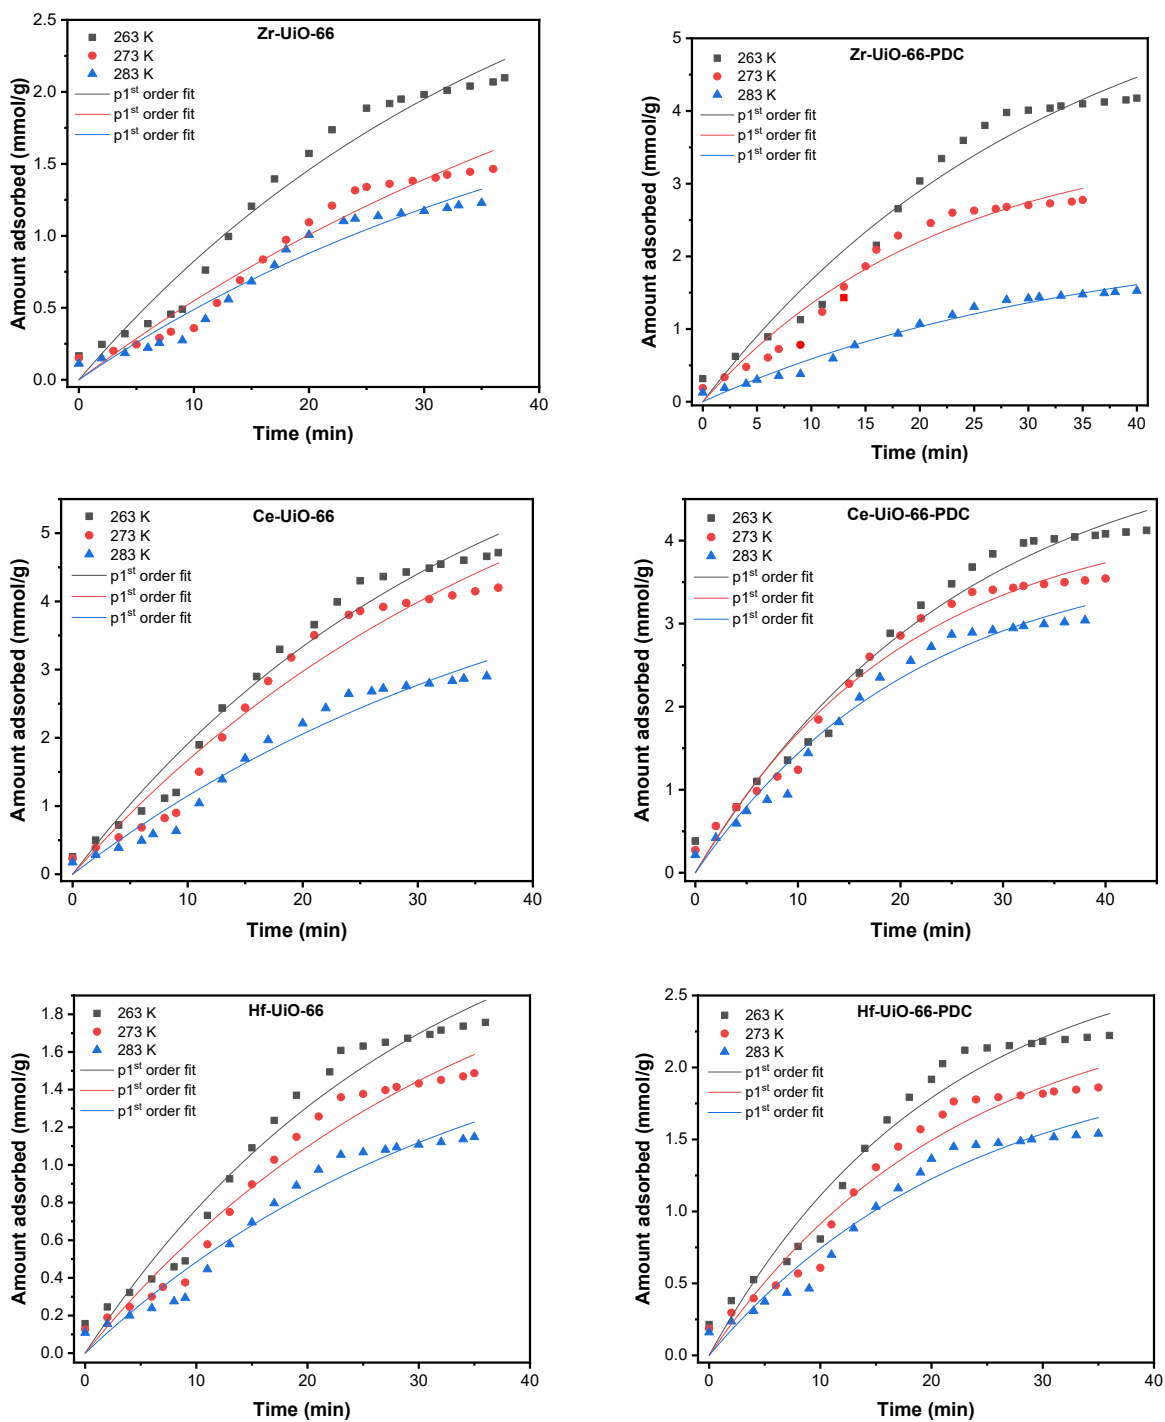 Zr-UiO-66
263 K
273 K
283 K
p1st order fit
p1st order fit
p1st order fit
2.5
2.0
1.5
1.0
0.5
0.0
Amount adsorbed (mmol/g)
0 10 20 30 40
Time (min)
Zr-UiO-66-PDC
263 K
273 K
283 K
p1st order fit
p1st order fit
p1st order fit
5
4
3
2
1
0
Amount adsorbed (mmol/g)
0 5 10 15 20 25 30 35 40
Time (min)
Ce-UiO-66
263 K
273 K
283 K
p1st order fit
p1st order fit
p1st order fit
5
4
3
2
1
0
Amount adsorbed (mmol/g)
0 10 20 30 40
Time (min)
Ce-UiO-66-PDC
263 K
273 K
283 K
p1st order fit
p1st order fit
p1st order fit
4
3
2
1
0
Amount adsorbed (mmol/g)
0 10 20 30 40
Time (min)
Hf-UiO-66
263 K
273 K
283 K
p1st order fit
p1st order fit
p1st order fit
1.8
1.6
1.4
1.2
1.0
0.8
0.6
0.4
0.2
0.0
Amount adsorbed (mmol/g)
0 10 20 30 40
Time (min)
Hf-UiO-66-PDC
263 K
273 K
283 K
p1st order fit
p1st order fit
p1st order fit
2.5
2.0
1.5
1.0
0.5
0.0
Amount adsorbed (mmol/g)
0 10 20 30 40
Time (min)